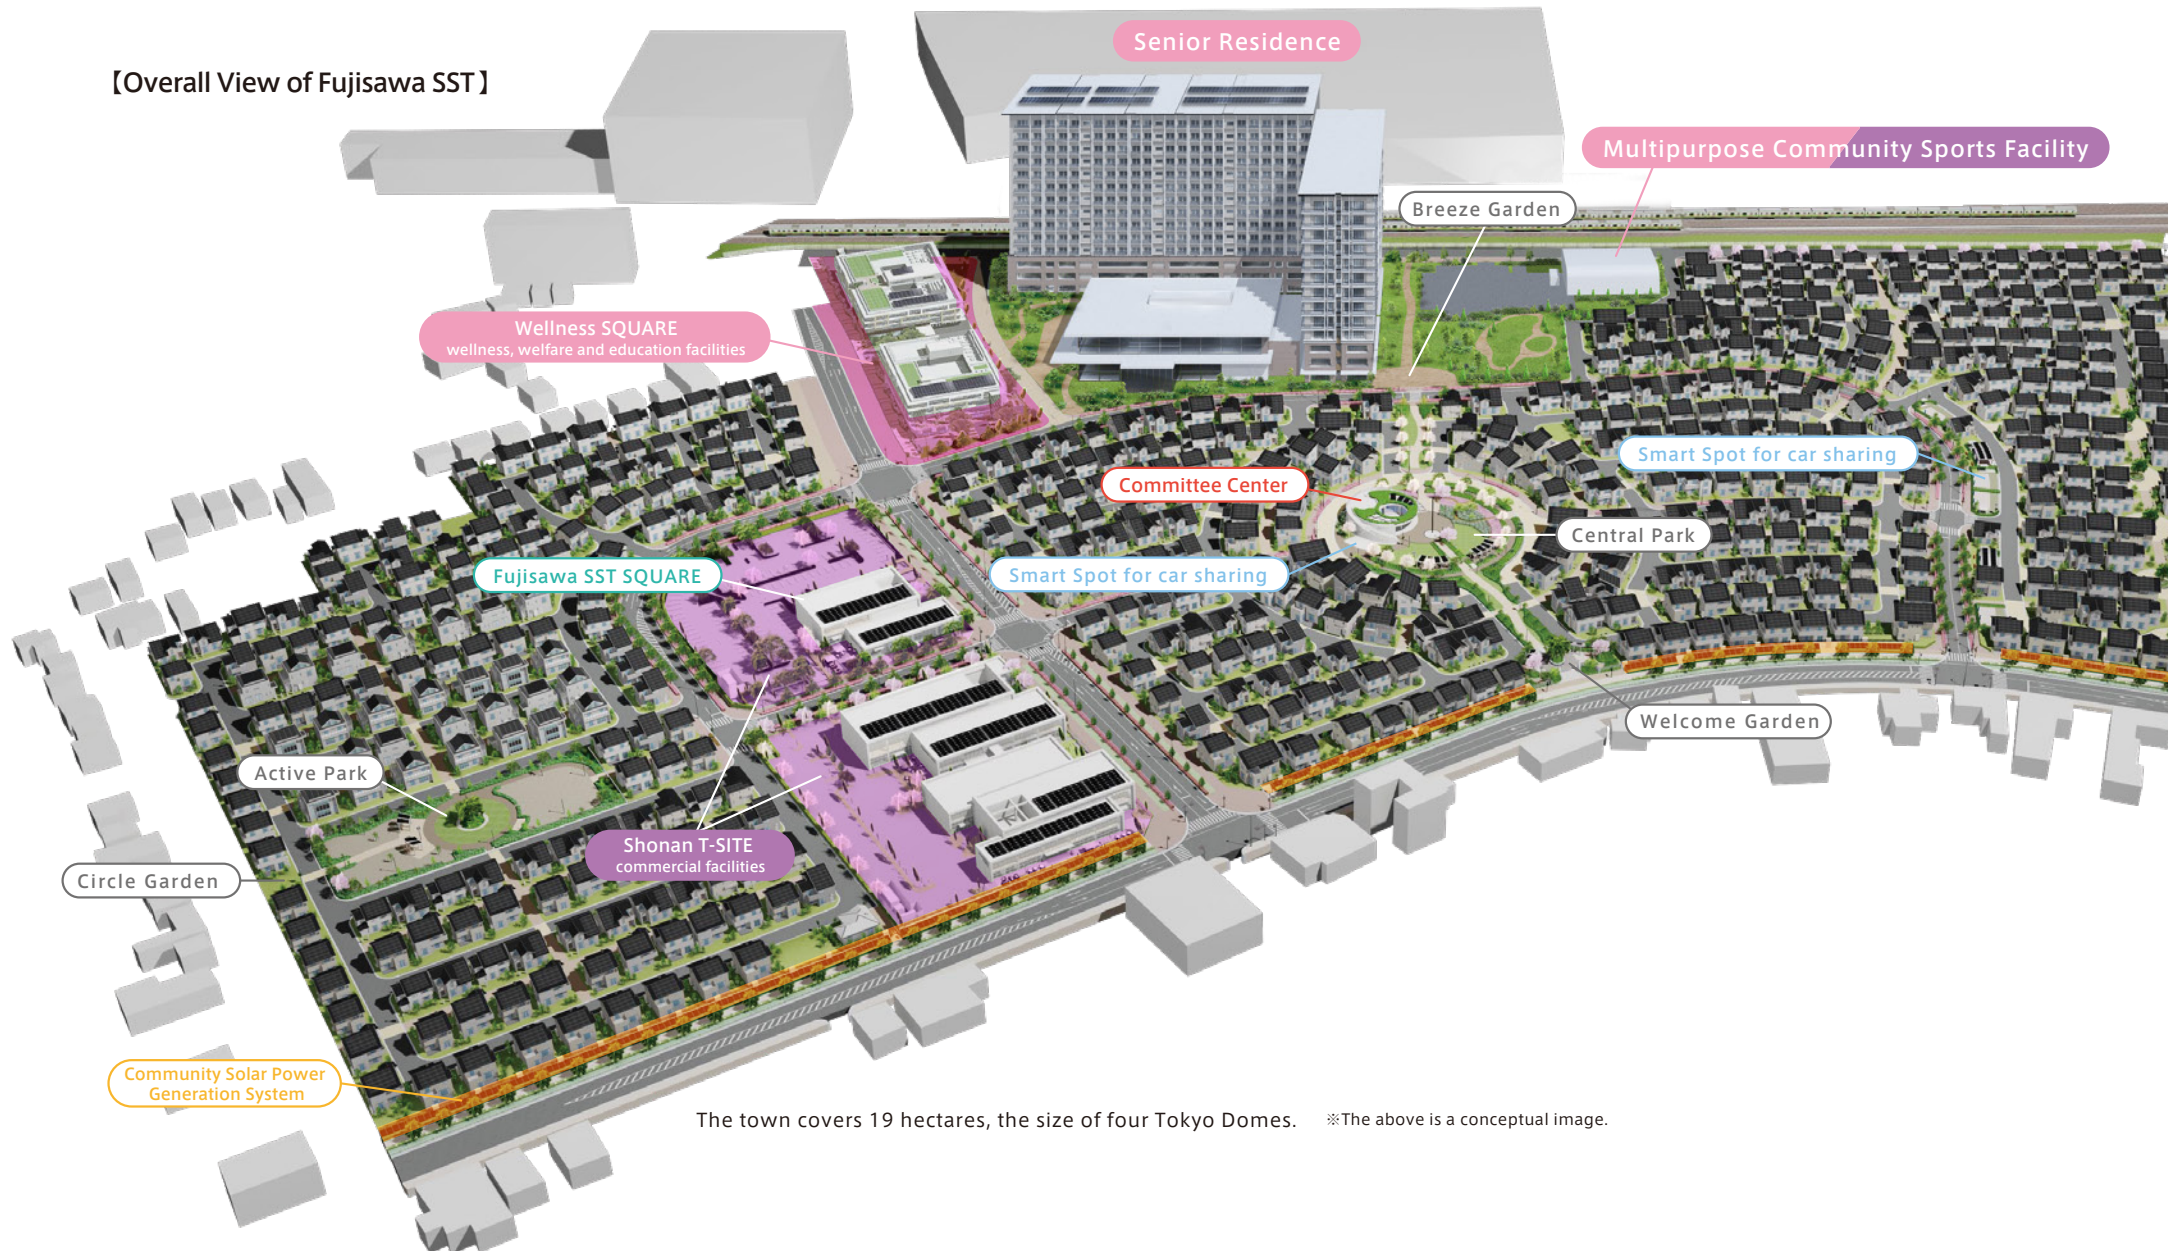 【Overall View of Fujisawa SST】
Senior Residence
Multipurpose Community Sports Facility
Breeze Garden
Wellness SQUARE
wellness, welfare and education facilities
Smart Spot for car sharing
Committee Center
Central Park
Fujisawa SST SQUARE
Smart Spot for car sharing
Welcome Garden
Active Park
Shonan T-SITE
commercial facilities
Circle Garden
Community Solar Power
Generation System
The town covers 19 hectares, the size of four Tokyo Domes.
※The above is a conceptual image.